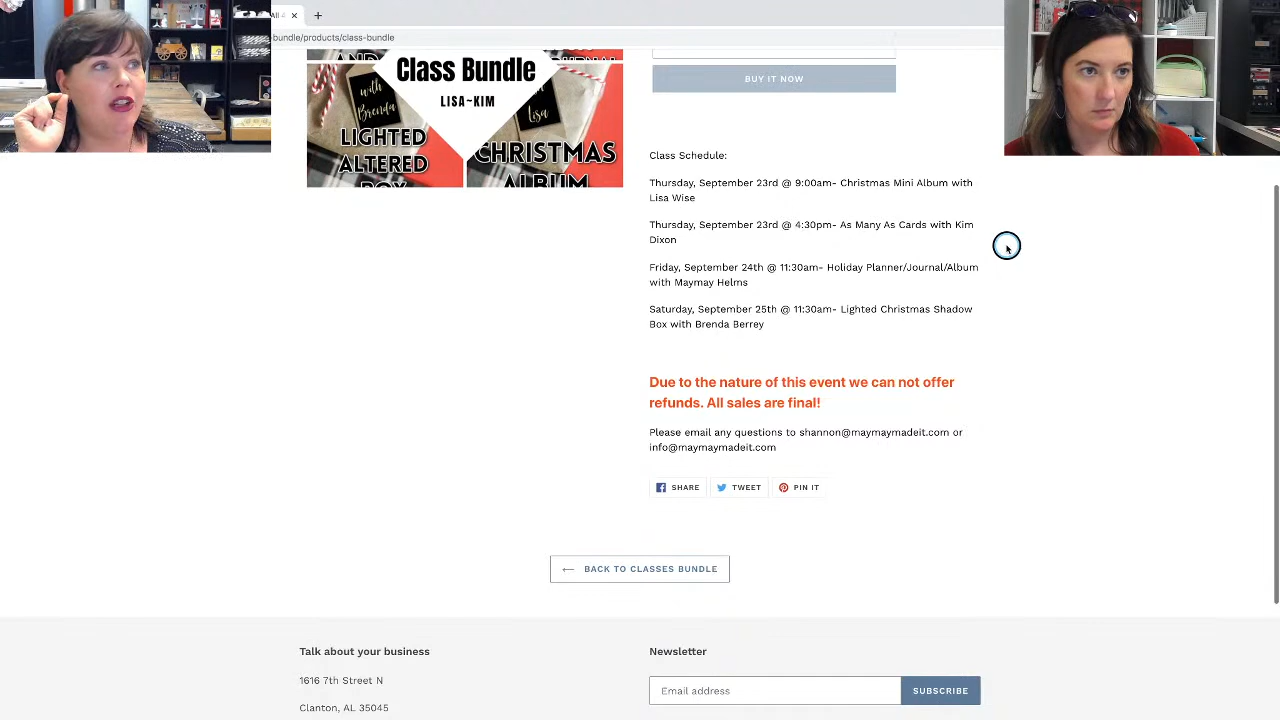 All 4
bundle/products/class-bundle
Class Bundle
LISA~KIM
with
Brenda
Lisa
LIGHTED
ALTERED
BOX
CHRISTMAS
ALBUM
BUY IT NOW
Class Schedule:
Thursday, September 23rd @ 9:00am- Christmas Mini Album with
Lisa Wise
Thursday, September 23rd @ 4:30pm- As Many As Cards with Kim
Dixon
Friday, September 24th @ 11:30am- Holiday Planner/Journal/Album
with Maymay Helms
Saturday, September 25th @ 11:30am- Lighted Christmas Shadow
Box with Brenda Berrey
Due to the nature of this event we can not offer
refunds. All sales are final!
Please email any questions to shannon@maymaymadeit.com or
info@maymaymadeit.com
SHARE TWEET PIN IT
BACK TO CLASSES BUNDLE
Talk about your business
1616 7th Street N
Clanton, AL 35045
Newsletter
Email address
SUBSCRIBE